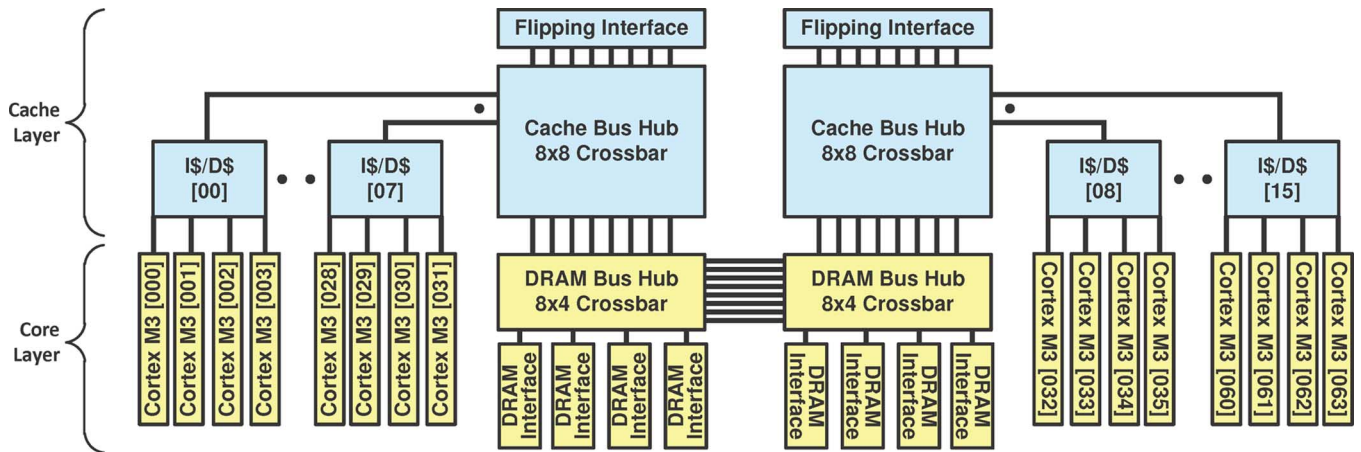 Flipping Interface
Flipping Interface
Cache
Layer
Cache Bus Hub
8x8 Crossbar
Cache Bus Hub
8x8 Crossbar
I$/D$
[00]
I$/D$
[07]
I$/D$
[08]
I$/D$
[15]
Core
Layer
Cortex M3 [000]
Cortex M3 [001]
Cortex M3 [002]
Cortex M3 [003]
Cortex M3 [028]
Cortex M3 [029]
Cortex M3 [030]
Cortex M3 [031]
DRAM Bus Hub
8x4 Crossbar
DRAM Bus Hub
8x4 Crossbar
DRAM
Interface
DRAM
Interface
DRAM
Interface
DRAM
Interface
DRAM
Interface
DRAM
Interface
DRAM
Interface
DRAM
Interface
Cortex M3 [032]
Cortex M3 [033]
Cortex M3 [034]
Cortex M3 [035]
Cortex M3 [060]
Cortex M3 [061]
Cortex M3 [062]
Cortex M3 [063]